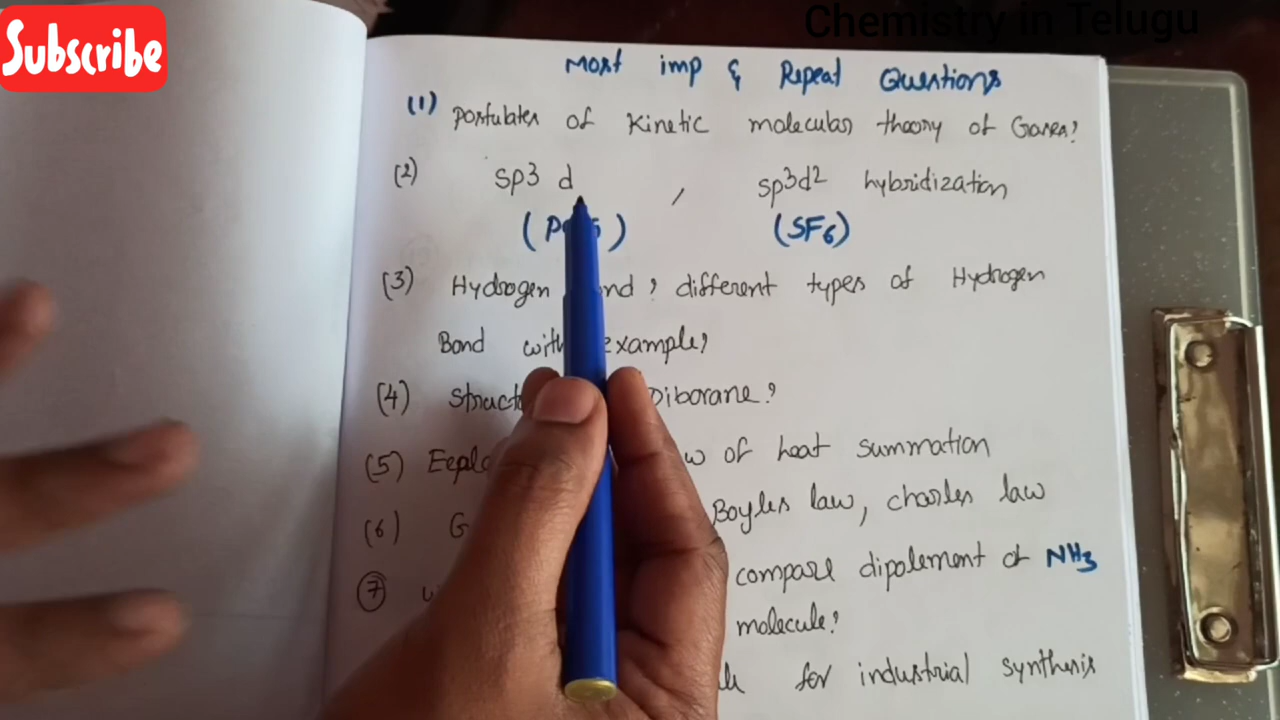 Subscribe
Chemistry in Telugu
Most imp & Repeat Questions
(1) Postulates of Kinetic molecular theory of Gases?
(2) sp3 d , sp3d2 hybridization
(SF6)
(3) Hydrogen different types of Hydrogen
Bond with example?
(4) Diborane?
(5) of heat summation
(6) Boyles law, charles law
(7) compare dipolement of NH3
molecule?
for industrial synthesis